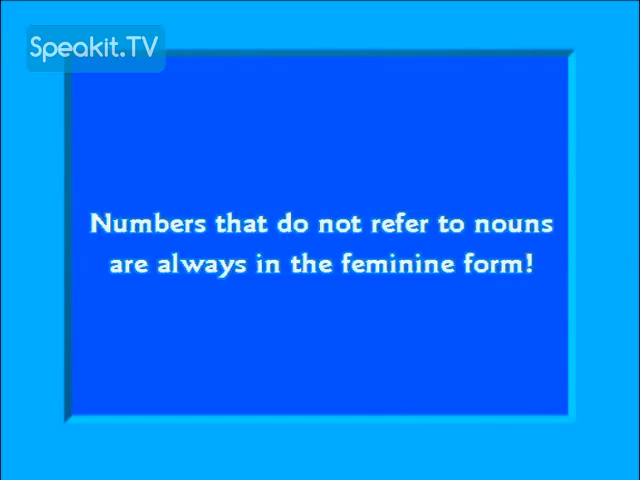 Speakit.TV
Numbers that do not refer to nouns
are always in the feminine form!